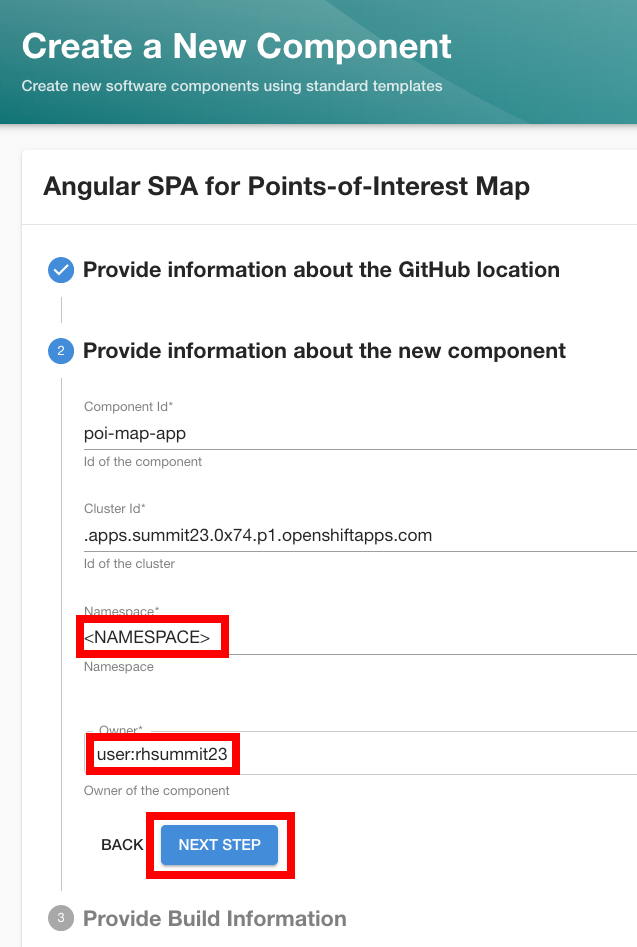 Create a New Component
Create new software components using standard templates
Angular SPA for Points-of-Interest Map
Provide information about the GitHub location
2 Provide information about the new component
Component Id*
poi-map-app
Id of the component
Cluster Id*
.apps.summit23.0x74.p1.openshiftapps.com
Id of the cluster
Namespace*
<NAMESPACE>
Namespace
Owner*
user:rhsummit23
Owner of the component
BACK NEXT STEP
3 Provide Build Information